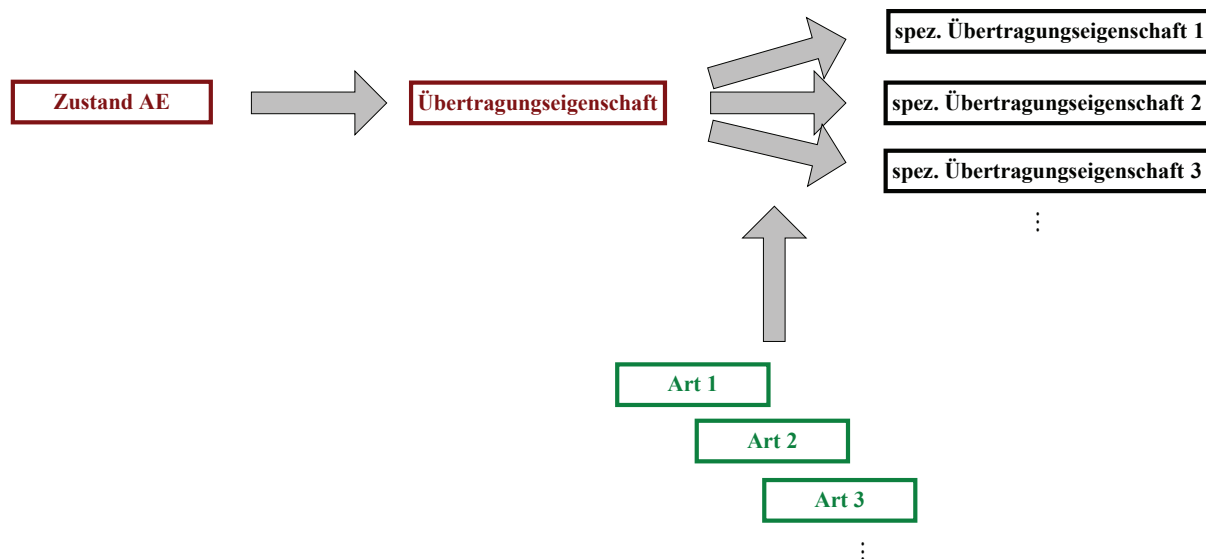 spez. Übertragungseigenschaft 1
Zustand AE
Übertragungseigenschaft
spez. Übertragungseigenschaft 2
spez. Übertragungseigenschaft 3
⋮
Art 1
Art 2
Art 3
⋮